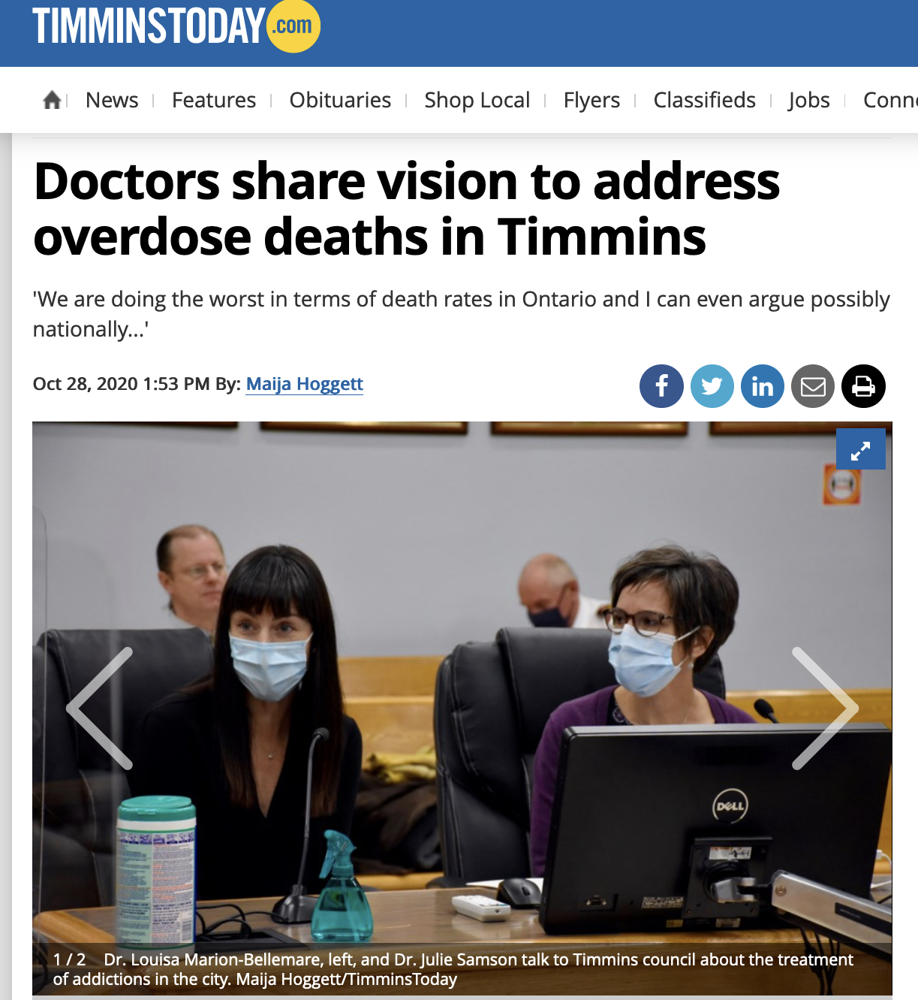 TIMMINSTODAY.com
News
Features
Obituaries
Shop Local
Flyers
Classifieds
Jobs
Conn
Doctors share vision to address
overdose deaths in Timmins
'We are doing the worst in terms of death rates in Ontario and I can even argue possibly
nationally...'
Oct 28, 2020 1:53 PM By: Maija Hoggett
DELL
1 / 2 Dr. Louisa Marion-Bellemare, left, and Dr. Julie Samson talk to Timmins council about the treatment
of addictions in the city. Maija Hoggett/TimminsToday